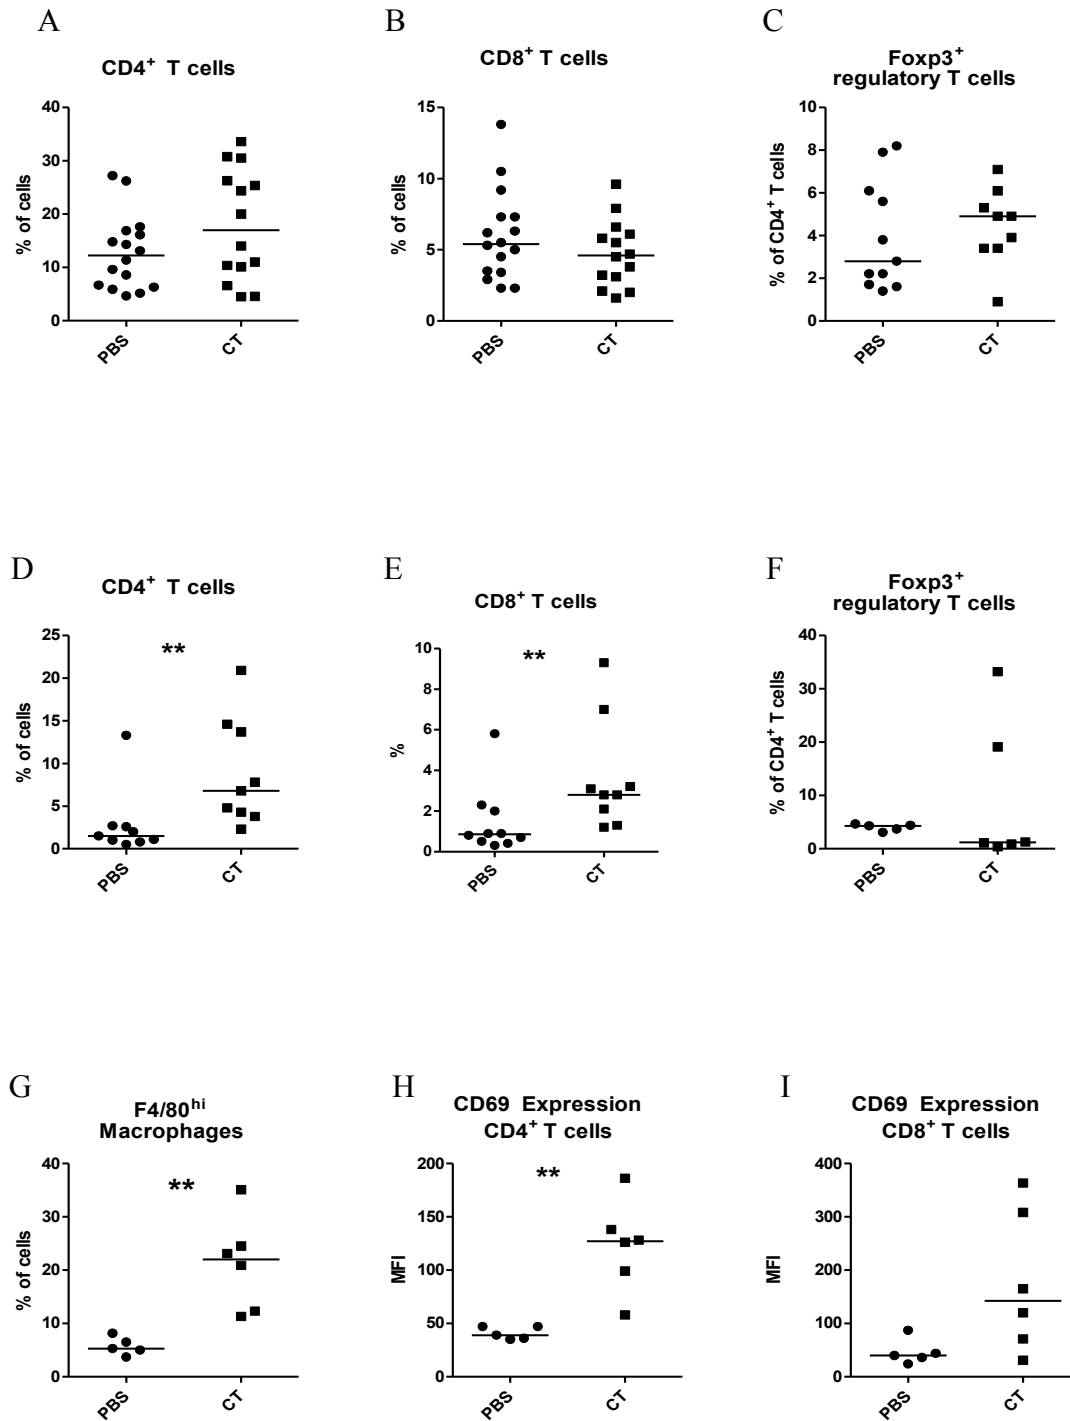 A
CD4+ T cells
% of cells
40
30
20
10
0
PBS
CT
B
CD8+ T cells
% of cells
15
10
5
0
PBS
CT
C
Foxp3+
regulatory T cells
% of CD4+ T cells
10
8
6
4
2
0
PBS
CT
D
CD4+ T cells
% of cells
25
20
15
10
5
0
**
PBS
CT
E
CD8+ T cells
%
10
8
6
4
2
0
**
PBS
CT
F
Foxp3+
regulatory T cells
% of CD4+ T cells
40
30
20
10
0
PBS
CT
G
F4/80hi
Macrophages
% of cells
40
30
20
10
0
**
PBS
CT
H
CD69 Expression
CD4+ T cells
MFI
200
150
100
50
0
**
PBS
CT
I
CD69 Expression
CD8+ T cells
MFI
400
300
200
100
0
PBS
CT